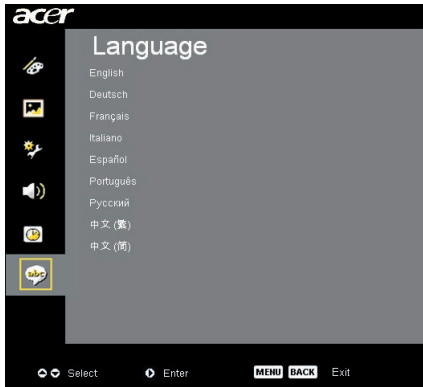 acer
Language
English
Deutsch
Français
Italiano
Español
Português
Русский
中文 (繁)
中文 (简)
abc
Select Enter MENU BACK Exit